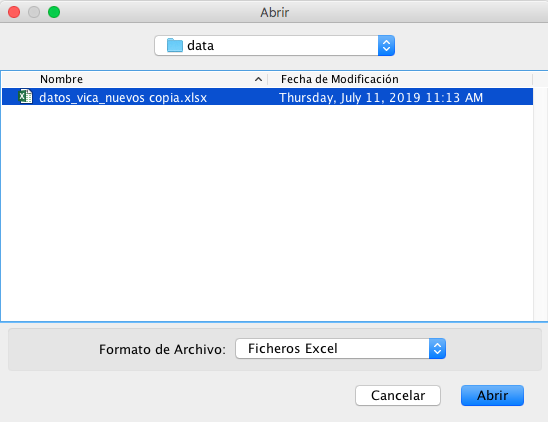 Abrir
data
Nombre Fecha de Modificación
datos_vica_nuevos copia.xlsx Thursday, July 11, 2019 11:13 AM
Formato de Archivo: Ficheros Excel
Cancelar Abrir